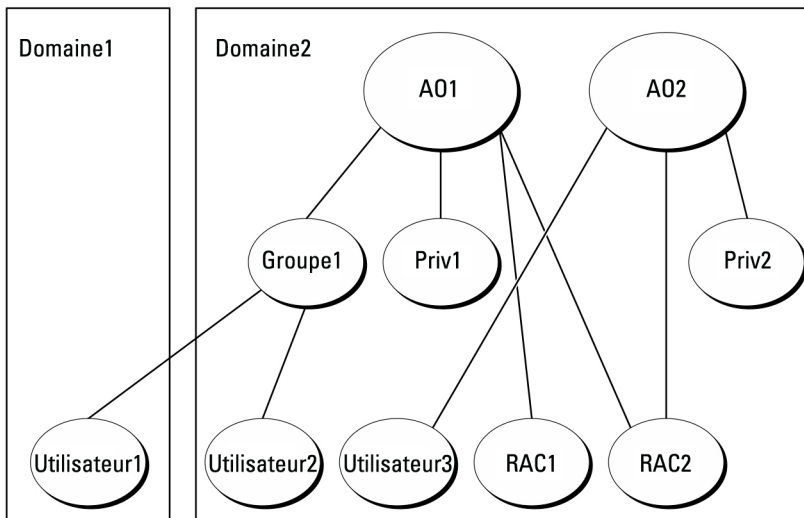 Domaine1
Domaine2
AO1
AO2
Groupe1
Priv1
Priv2
Utilisateur1
Utilisateur2
Utilisateur3
RAC1
RAC2